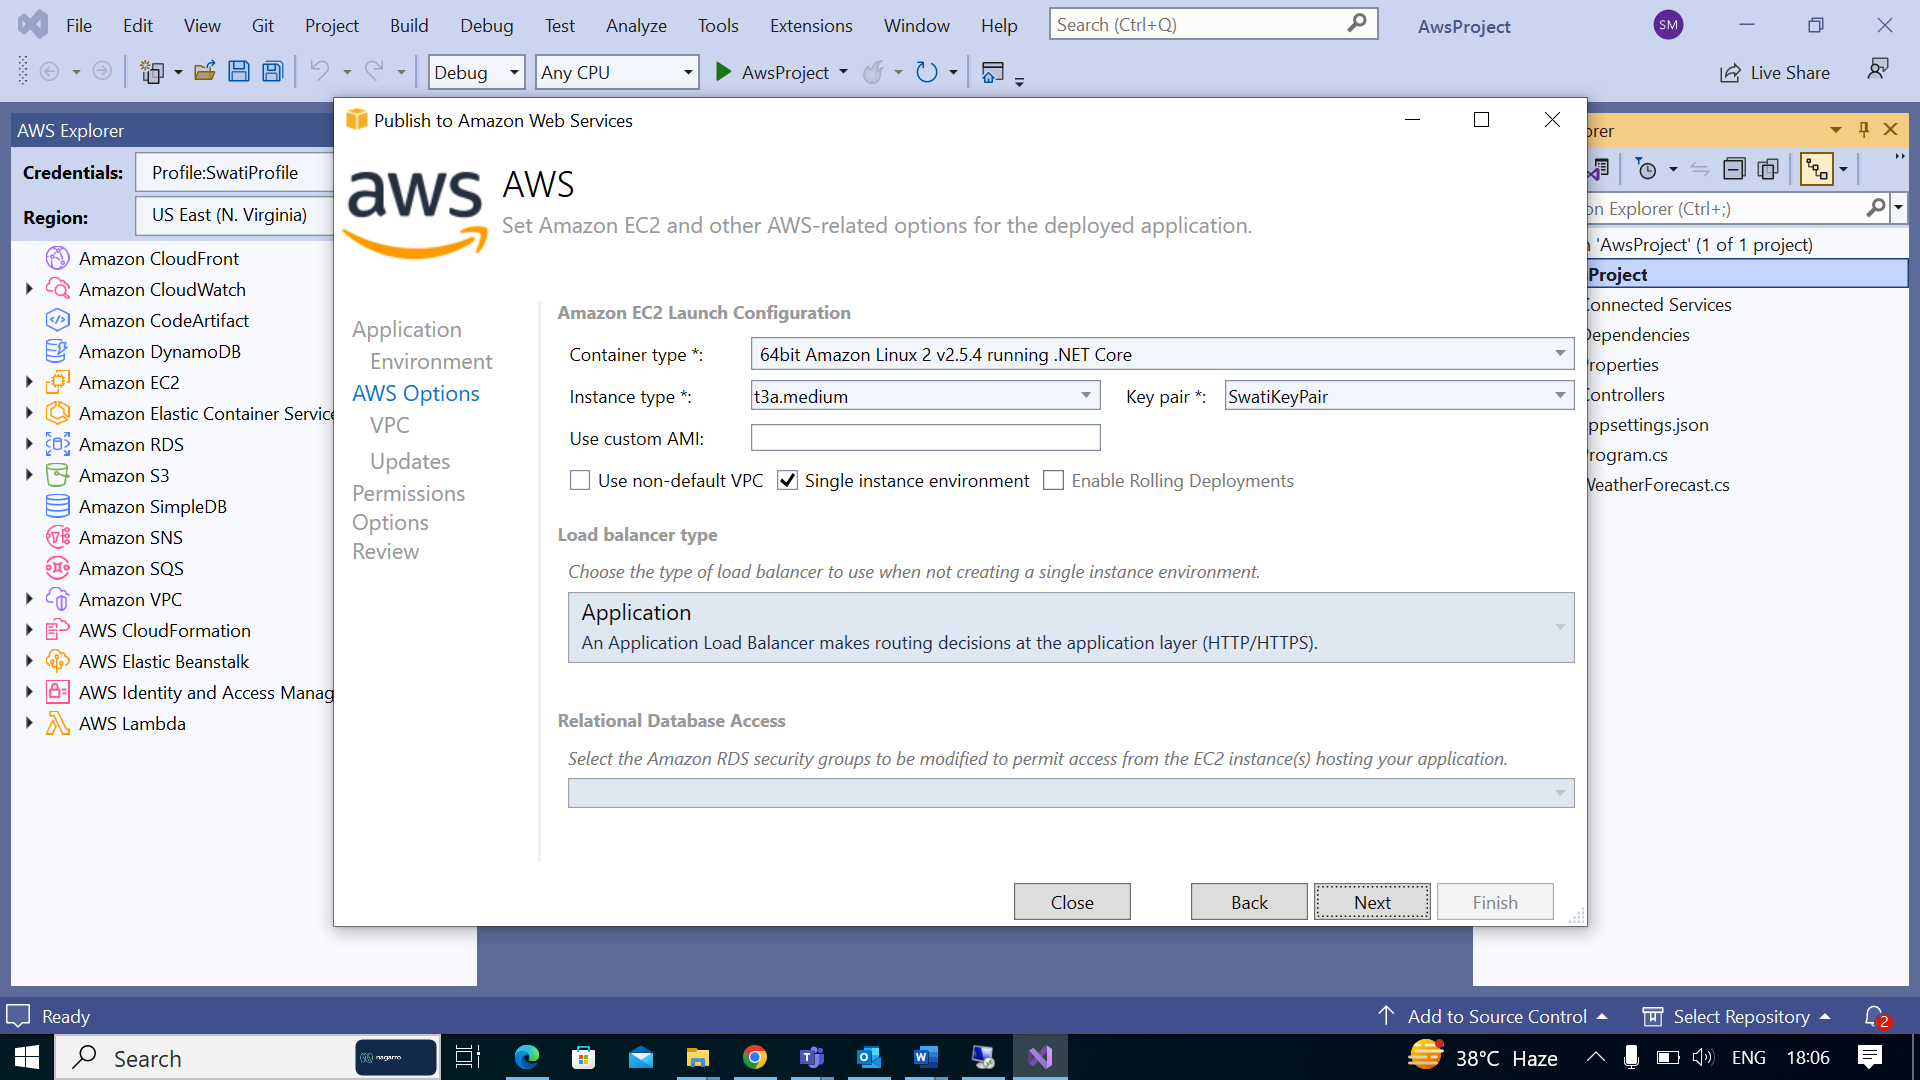 File Edit View Git Project Build Debug Test Analyze Tools Extensions Window Help Search (Ctrl+Q) AwsProject SM
Debug Any CPU AwsProject Live Share
AWS Explorer
Credentials: Profile:SwatiProfile
Region: US East (N. Virginia)
Amazon CloudFront
Amazon CloudWatch
Amazon CodeArtifact
Amazon DynamoDB
Amazon EC2
Amazon Elastic Container Service
Amazon RDS
Amazon S3
Amazon SimpleDB
Amazon SNS
Amazon SQS
Amazon VPC
AWS CloudFormation
AWS Elastic Beanstalk
AWS Identity and Access Manag
AWS Lambda
Publish to Amazon Web Services
aws
AWS
Set Amazon EC2 and other AWS-related options for the deployed application.
Application
Environment
AWS Options
VPC
Updates
Permissions
Options
Review
Amazon EC2 Launch Configuration
Container type *: 64bit Amazon Linux 2 v2.5.4 running .NET Core
Instance type *: t3a.medium Key pair *: SwatiKeyPair
Use custom AMI:
Use non-default VPC Single instance environment Enable Rolling Deployments
Load balancer type
Choose the type of load balancer to use when not creating a single instance environment.
Application
An Application Load Balancer makes routing decisions at the application layer (HTTP/HTTPS).
Relational Database Access
Select the Amazon RDS security groups to be modified to permit access from the EC2 instance(s) hosting your application.
Close Back Next Finish
orer
on Explorer (Ctrl+;)
n 'AwsProject' (1 of 1 project)
Project
Connected Services
Dependencies
Properties
Controllers
ppsettings.json
Program.cs
WeatherForecast.cs
Ready Add to Source Control Select Repository 2
Search nagarro 38°C Haze ENG 18:06